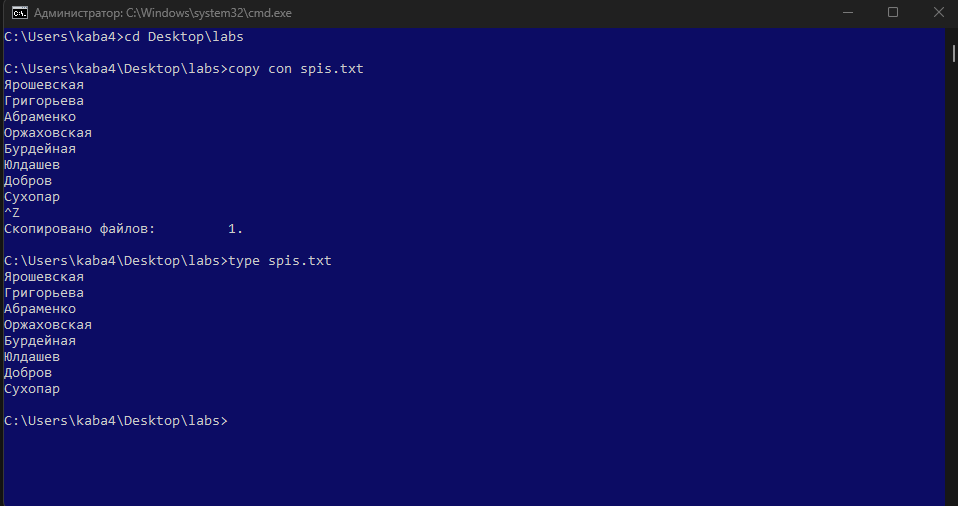 Администратор: C:\Windows\system32\cmd.exe
C:\Users\kaba4>cd Desktop\labs
C:\Users\kaba4\Desktop\labs>copy con spis.txt
Ярошевская
Григорьева
Абраменко
Оржаховская
Бурдейная
Юлдашев
Добров
Сухопар
^Z
Скопировано файлов:         1.
C:\Users\kaba4\Desktop\labs>type spis.txt
Ярошевская
Григорьева
Абраменко
Оржаховская
Бурдейная
Юлдашев
Добров
Сухопар
C:\Users\kaba4\Desktop\labs>